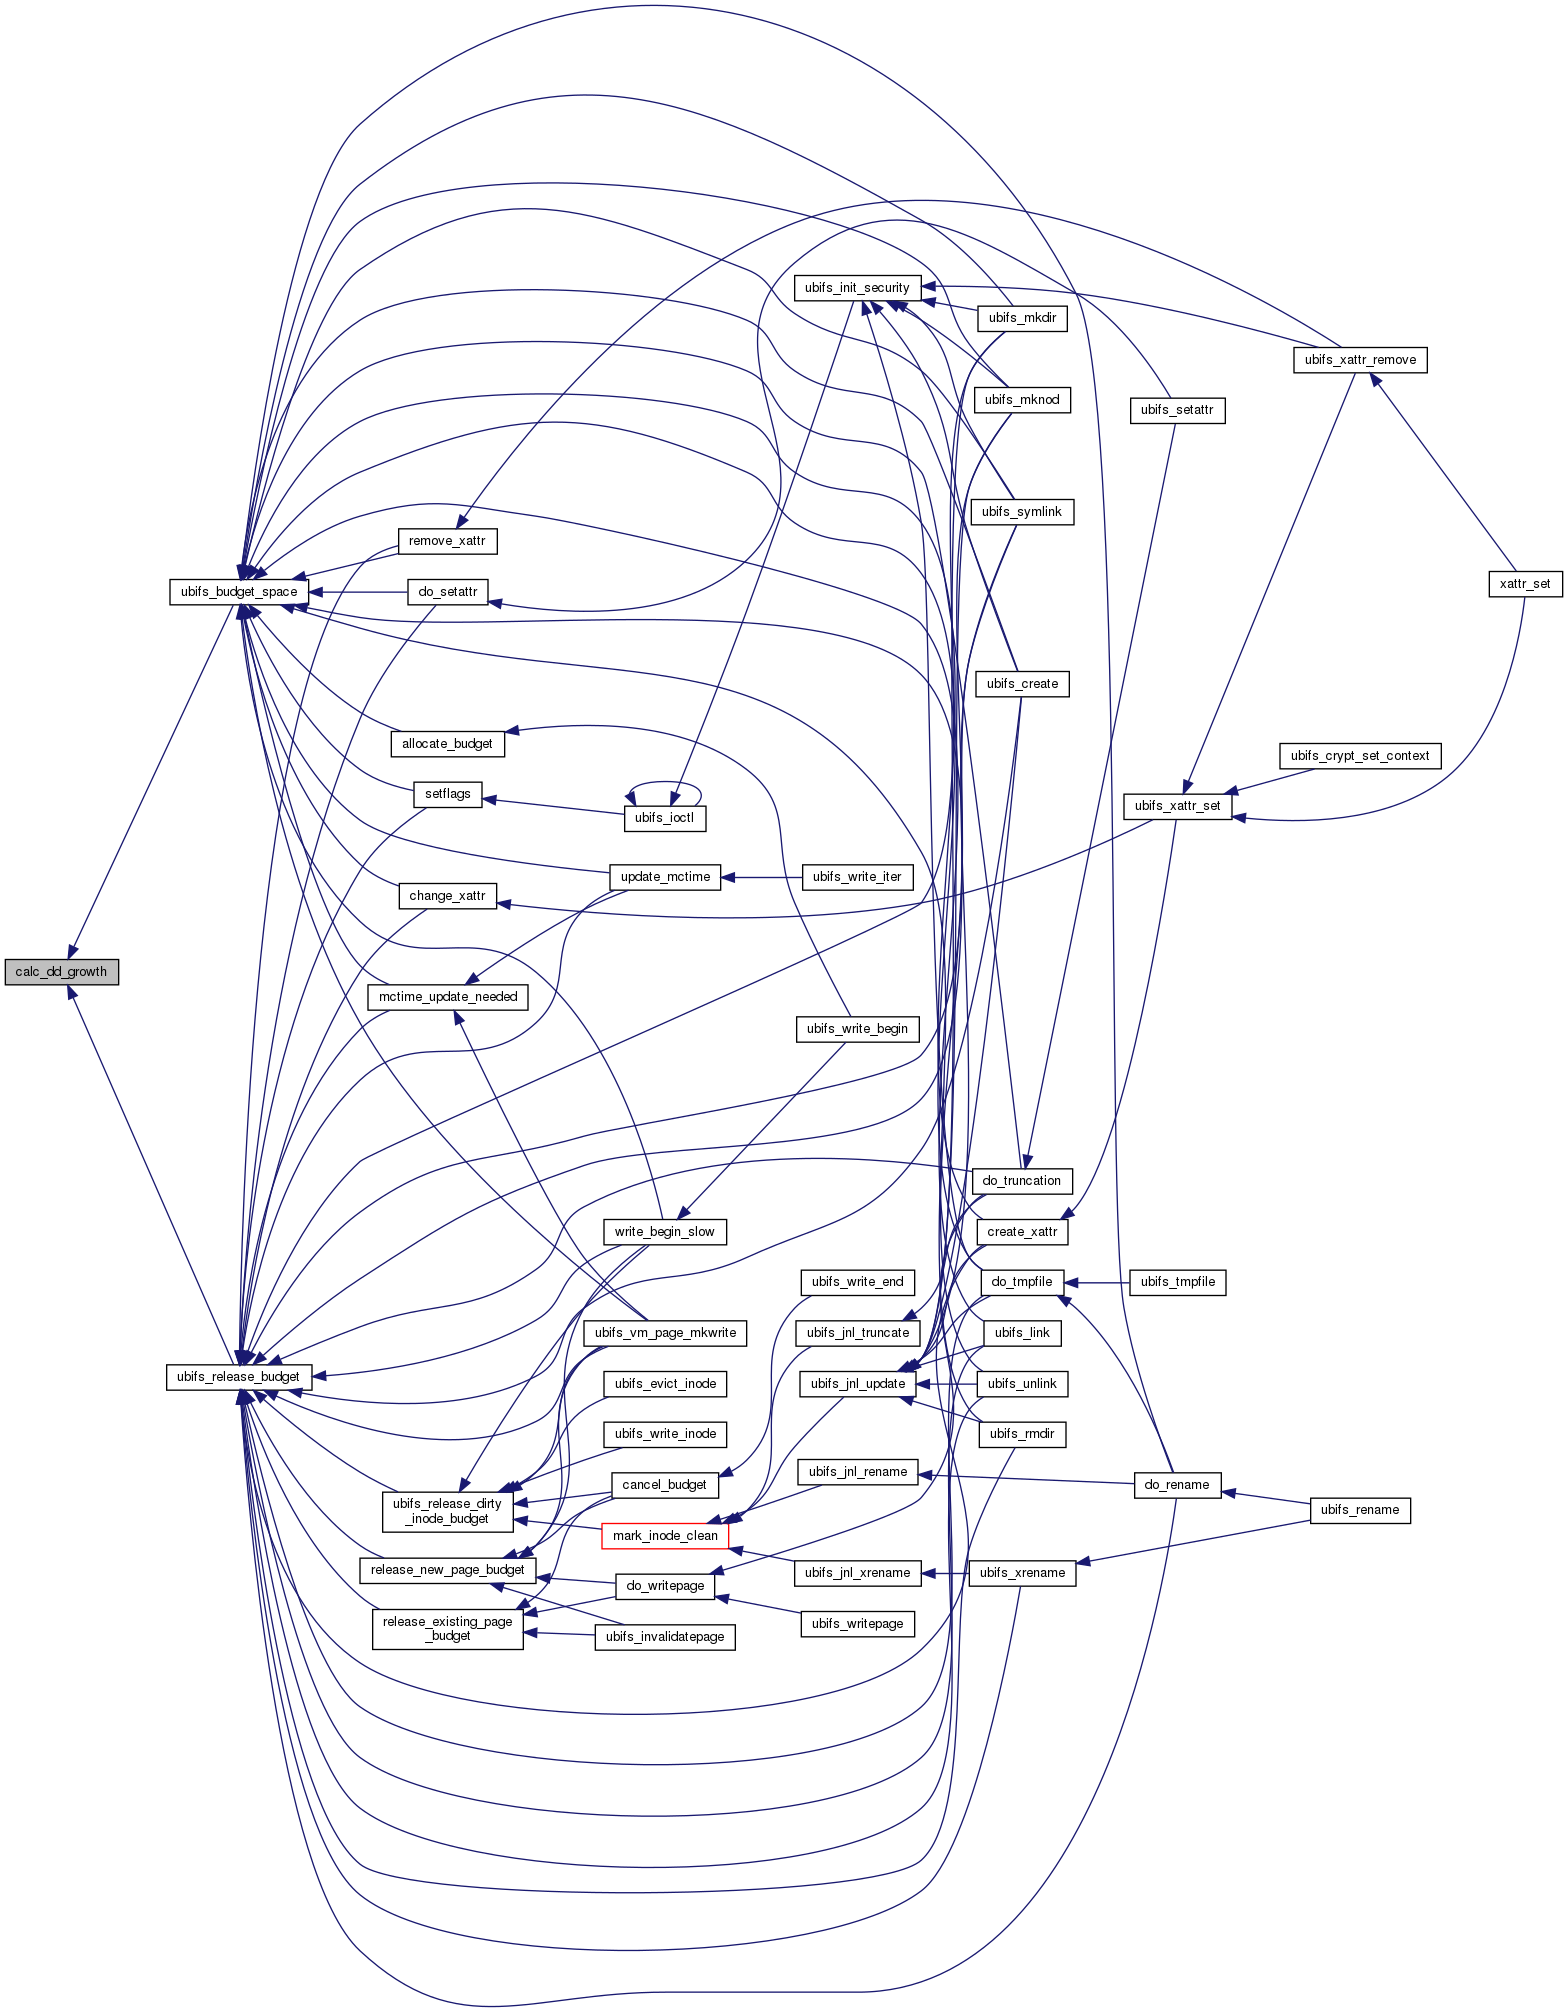 calc_dd_growth
ubifs_budget_space
ubifs_release_budget
remove_xattr
do_setattr
allocate_budget
setflags
change_xattr
mctime_update_needed
ubifs_release_dirty
_inode_budget
release_new_page_budget
release_existing_page
_budget
ubifs_ioctl
update_mctime
write_begin_slow
ubifs_vm_page_mkwrite
ubifs_evict_inode
ubifs_write_inode
cancel_budget
mark_inode_clean
do_writepage
ubifs_invalidatepage
ubifs_init_security
ubifs_write_iter
ubifs_write_begin
ubifs_write_end
ubifs_jnl_truncate
ubifs_jnl_update
ubifs_jnl_rename
ubifs_jnl_xrename
ubifs_writepage
ubifs_mkdir
ubifs_mknod
ubifs_symlink
ubifs_create
do_truncation
create_xattr
do_tmpfile
ubifs_link
ubifs_unlink
ubifs_rmdir
ubifs_xrename
ubifs_setattr
ubifs_xattr_set
ubifs_tmpfile
do_rename
ubifs_xattr_remove
ubifs_crypt_set_context
ubifs_rename
xattr_set